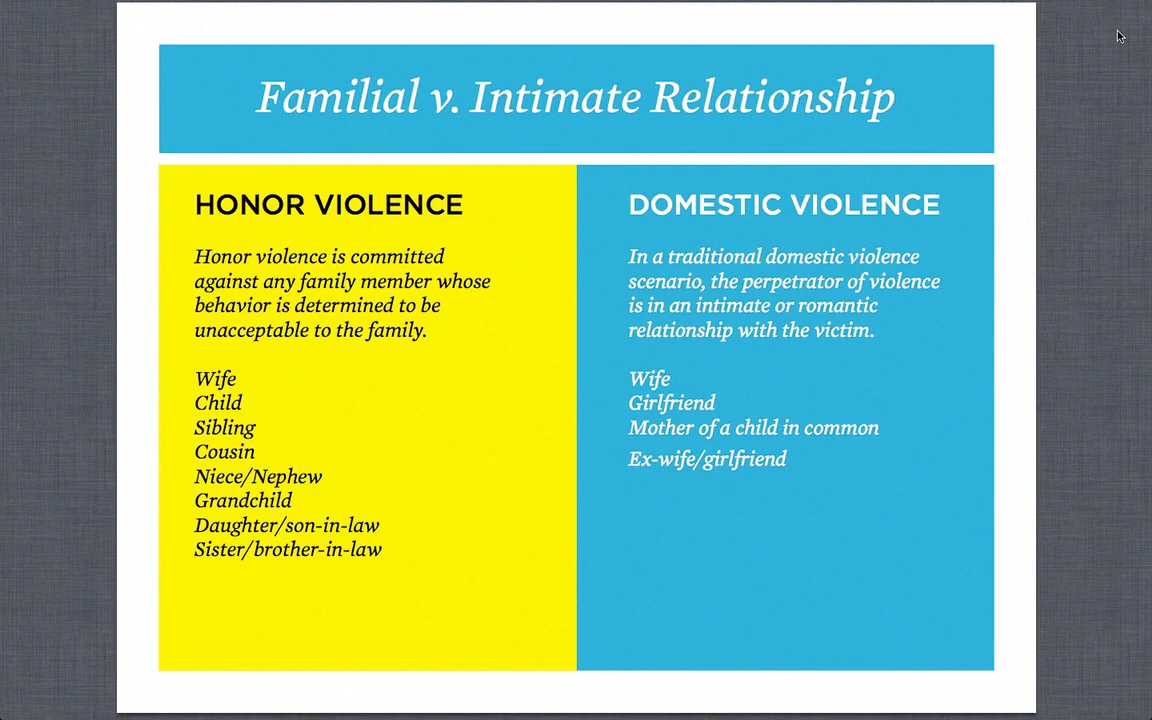 Familial v. Intimate Relationship
HONOR VIOLENCE
Honor violence is committed
against any family member whose
behavior is determined to be
unacceptable to the family.
Wife
Child
Sibling
Cousin
Niece/Nephew
Grandchild
Daughter/son-in-law
Sister/brother-in-law
DOMESTIC VIOLENCE
In a traditional domestic violence
scenario, the perpetrator of violence
is in an intimate or romantic
relationship with the victim.
Wife
Girlfriend
Mother of a child in common
Ex-wife/girlfriend